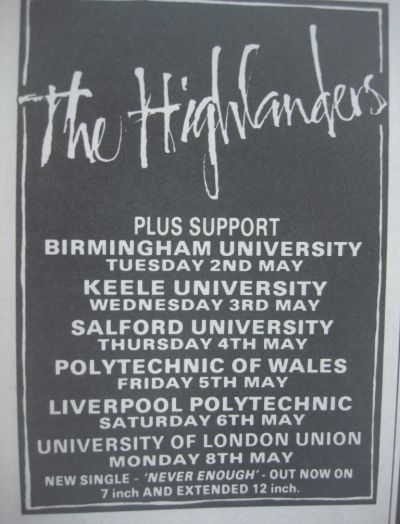 The Highlanders
PLUS SUPPORT
BIRMINGHAM UNIVERSITY
TUESDAY 2ND MAY
KEELE UNIVERSITY
WEDNESDAY 3RD MAY
SALFORD UNIVERSITY
THURSDAY 4TH MAY
POLYTECHNIC OF WALES
FRIDAY 5TH MAY
LIVERPOOL POLYTECHNIC
SATURDAY 6TH MAY
UNIVERSITY OF LONDON UNION
MONDAY 8TH MAY
NEW SINGLE - 'NEVER ENOUGH' - OUT NOW ON
7 inch AND EXTENDED 12 inch.